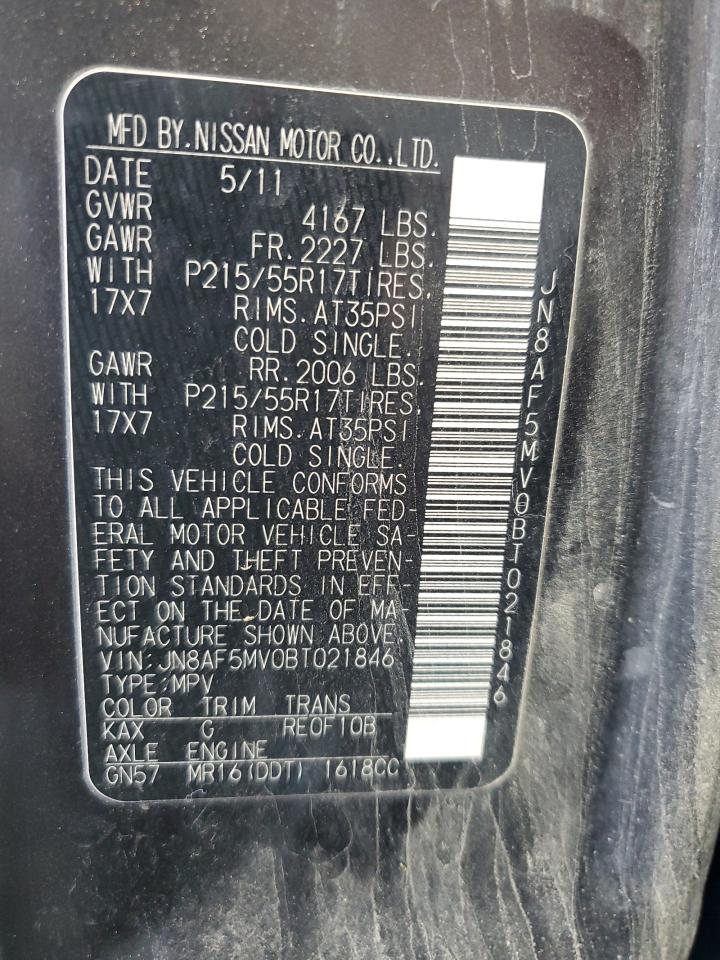 MFD BY.NISSAN MOTOR CO.,LTD.
DATE 5/11
GVWR 4167 LBS.
GAWR FR.2227 LBS.
WITH P215/55R17TIRES.
17X7 RIMS.AT35PSI
COLD SINGLE.
GAWR RR.2006 LBS.
WITH P215/55R17TIRES.
17X7 RIMS.AT35PSI
COLD SINGLE.
THIS VEHICLE CONFORMS
TO ALL APPLICABLE FED-
ERAL MOTOR VEHICLE SA-
FETY AND THEFT PREVEN-
TION STANDARDS IN EFF-
ECT ON THE DATE OF MA-
NUFACTURE SHOWN ABOVE.
VIN:JN8AF5MV0BT021846
TYPE:MPV
COLOR TRIM TRANS
KAX G RE0F10B
AXLE ENGINE
GN57 MR16(DDT) 1618CC
JN8AF5MV0BT021846